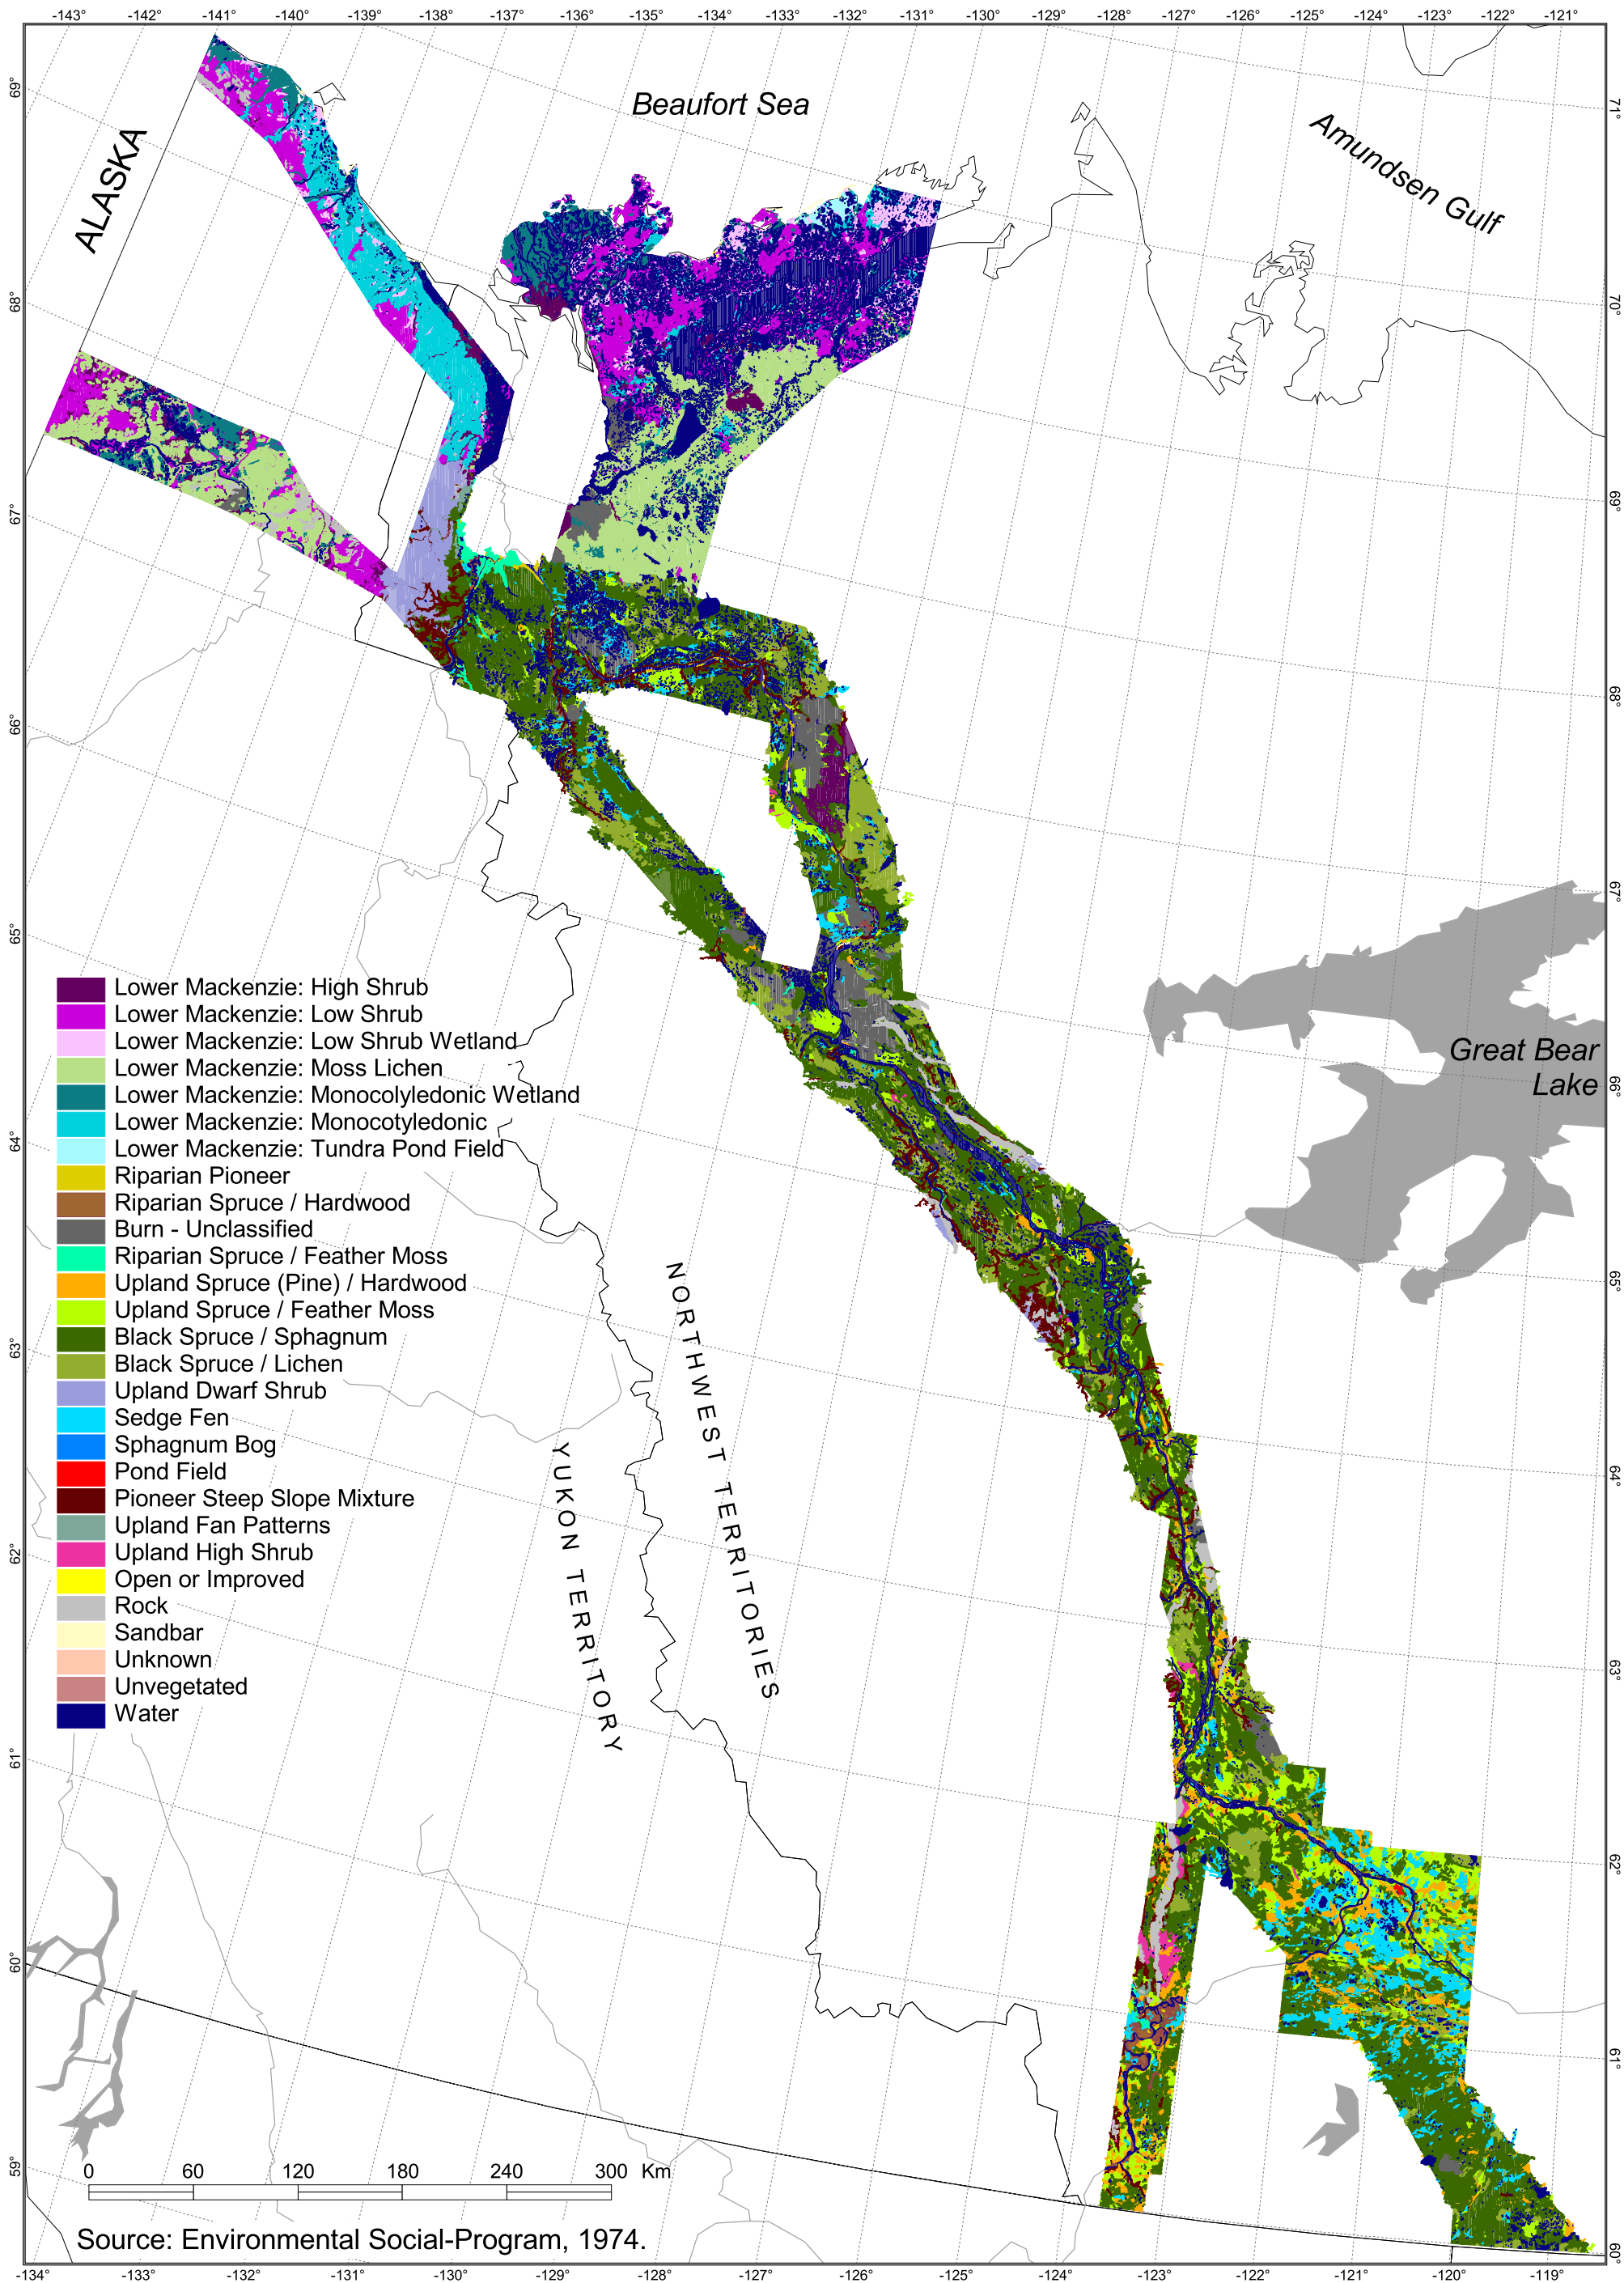 -143° -142° -141° -140° -139° -138° -137° -136° -135° -134° -133° -132° -131° -130° -129° -128° -127° -126° -125° -124° -123° -122° -121°
69°
68°
67°
66°
65°
64°
63°
62°
61°
60°
59°
71°
70°
69°
68°
67°
66°
65°
64°
63°
62°
61°
60°
Beaufort Sea
Amundsen Gulf
ALASKA
Great Bear
Lake
NORTHWEST TERRITORIES
YUKON TERRITORY
Lower Mackenzie: High Shrub
Lower Mackenzie: Low Shrub
Lower Mackenzie: Low Shrub Wetland
Lower Mackenzie: Moss Lichen
Lower Mackenzie: Monocolyledonic Wetland
Lower Mackenzie: Monocotyledonic
Lower Mackenzie: Tundra Pond Field
Riparian Pioneer
Riparian Spruce / Hardwood
Burn - Unclassified
Riparian Spruce / Feather Moss
Upland Spruce (Pine) / Hardwood
Upland Spruce / Feather Moss
Black Spruce / Sphagnum
Black Spruce / Lichen
Upland Dwarf Shrub
Sedge Fen
Sphagnum Bog
Pond Field
Pioneer Steep Slope Mixture
Upland Fan Patterns
Upland High Shrub
Open or Improved
Rock
Sandbar
Unknown
Unvegetated
Water
0 60 120 180 240 300 Km
Source: Environmental Social-Program, 1974.
-134° -133° -132° -131° -130° -129° -128° -127° -126° -125° -124° -123° -122° -121° -120° -119°